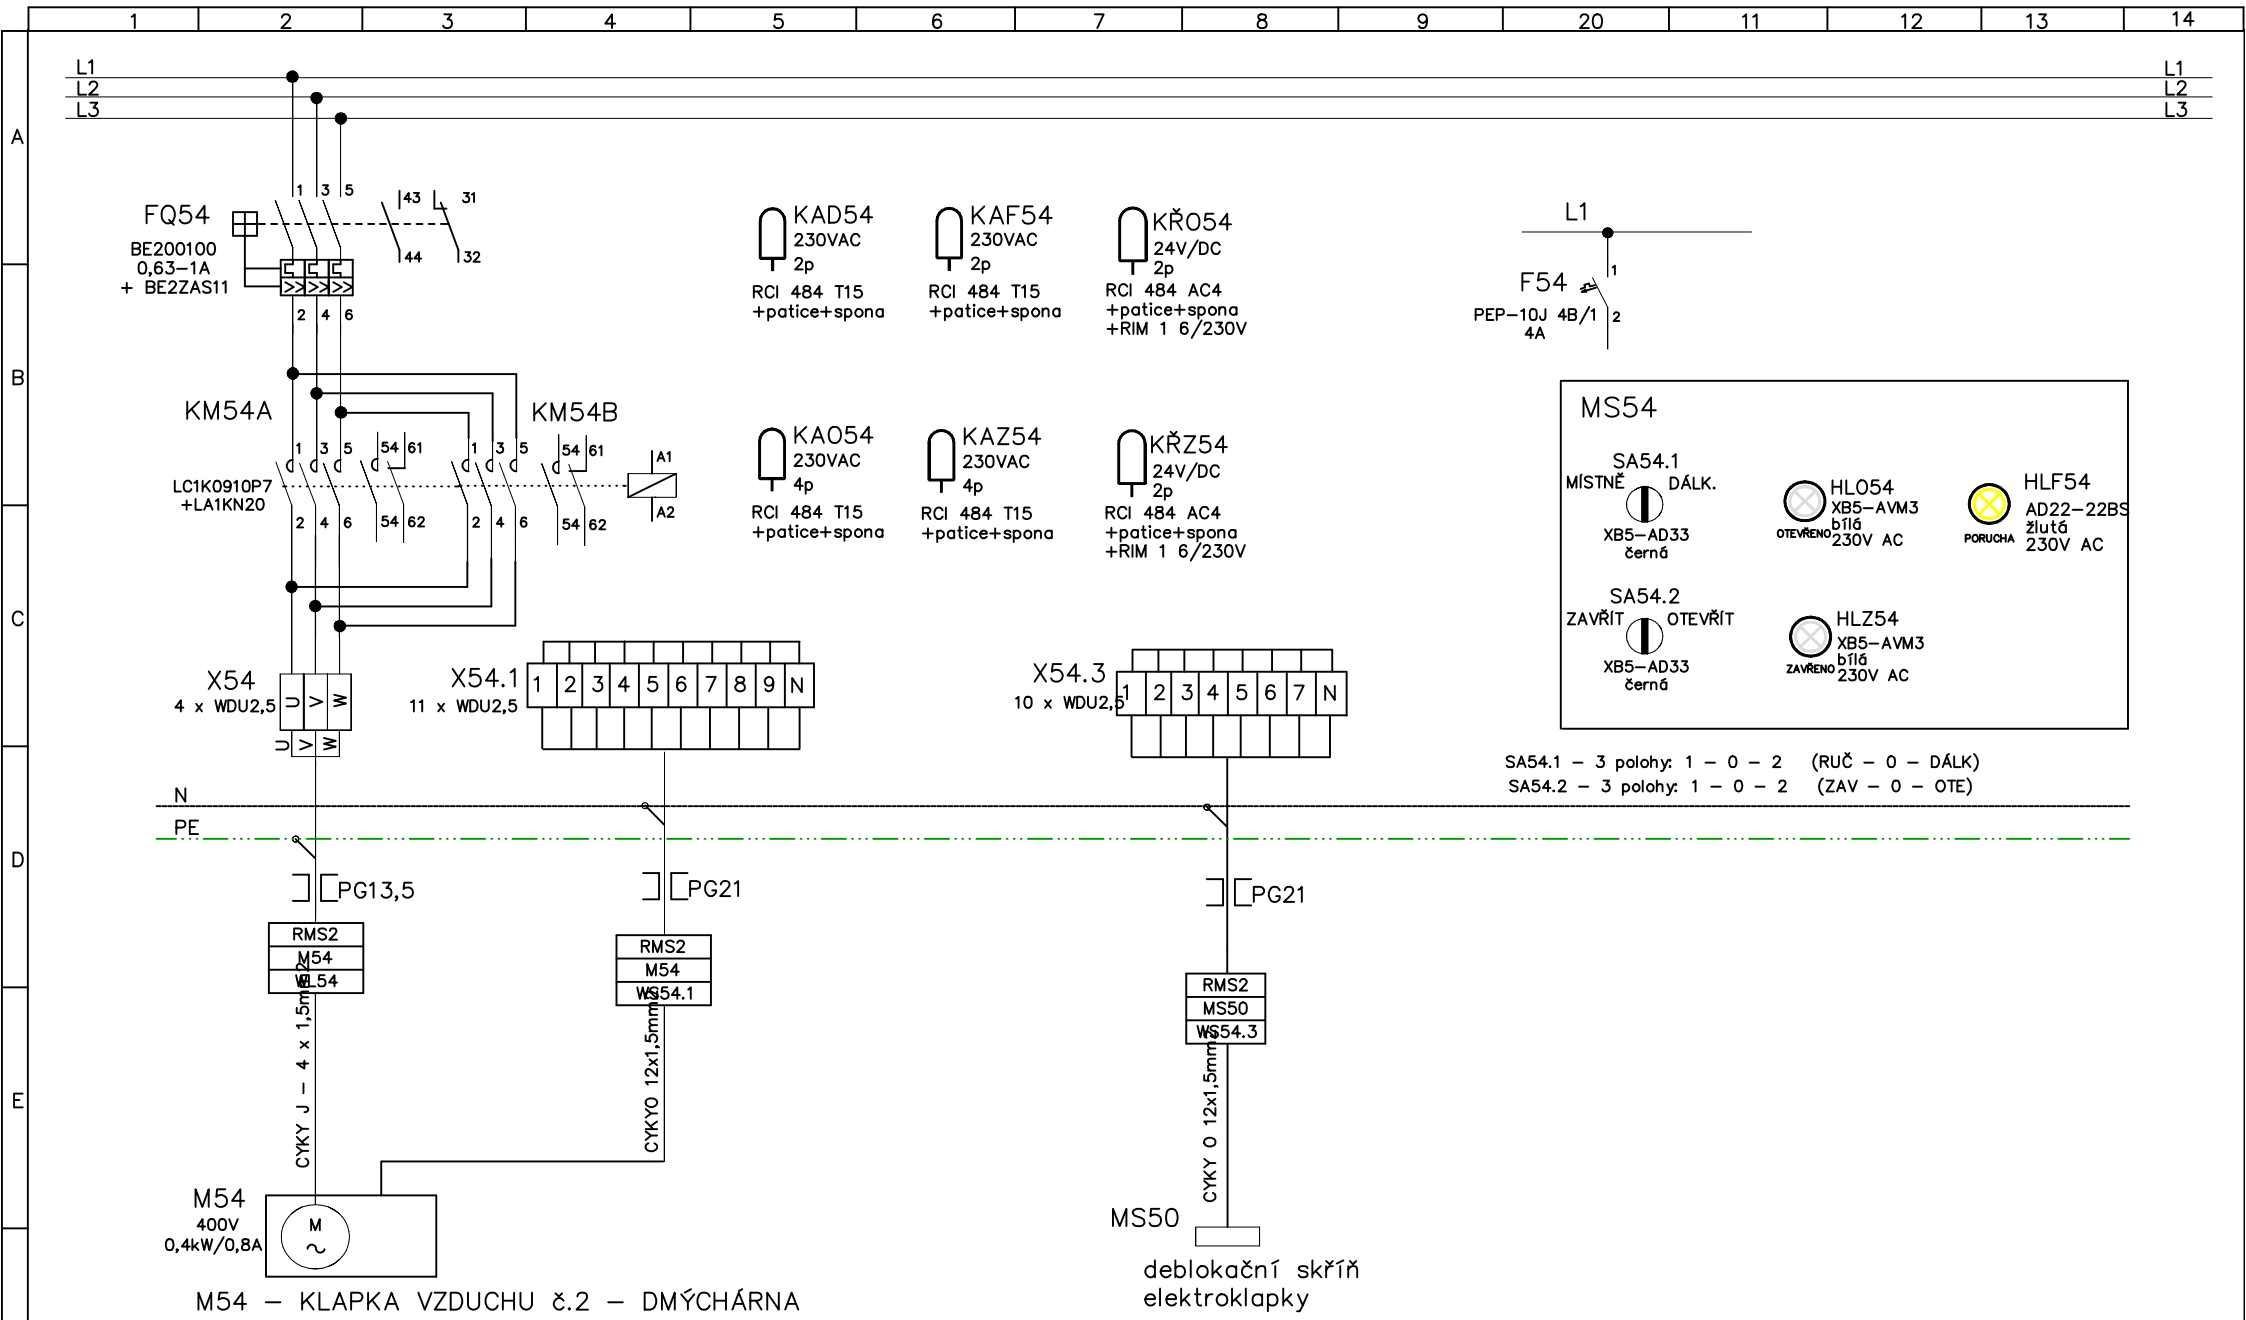 1 2 3 4 5 6 7 8 9 20 11 12 13 14
A
B
C
D
E
L1 L1
L2 L2
L3 L3
FQ54
BE200100
0,63-1A
+ BE2ZAS11
1 3 5
43 31
44 32
>> >> >>
2 4 6
KAD54
230VAC
2p
RCI 484 T15
+patice+spona
KAF54
230VAC
2p
RCI 484 T15
+patice+spona
KŘO54
24V/DC
2p
RCI 484 AC4
+patice+spona
+RIM 1 6/230V
L1
F54
PEP-10J 4B/1
4A
1
2
KM54A
LC1K0910P7
+LA1KN20
1 3 5 54 61
2 4 6 54 62
KM54B
1 3 5 54 61
2 4 6 54 62
A1
A2
KAO54
230VAC
4p
RCI 484 T15
+patice+spona
KAZ54
230VAC
4p
RCI 484 T15
+patice+spona
KŘZ54
24V/DC
2p
RCI 484 AC4
+patice+spona
+RIM 1 6/230V
MS54
SA54.1
MÍSTNĚ DÁLK.
XB5-AD33
černá
HLO54
XB5-AVM3
bílá
230V AC
OTEVŘENO
HLF54
AD22-22BS
žlutá
230V AC
PORUCHA
SA54.2
ZAVŘÍT OTEVŘÍT
XB5-AD33
černá
HLZ54
XB5-AVM3
bílá
230V AC
ZAVŘENO
SA54.1 - 3 polohy: 1 - 0 - 2 (RUČ - 0 - DÁLK)
SA54.2 - 3 polohy: 1 - 0 - 2 (ZAV - 0 - OTE)
X54
4 x WDU2,5
U V W
U V W
X54.1
11 x WDU2,5
1 2 3 4 5 6 7 8 9 N
X54.3
10 x WDU2,5
1 2 3 4 5 6 7 N
N
PE
PG13,5
PG21
PG21
RMS2
M54
WL54
CYKY J - 4 x 1,5mm2
RMS2
M54
WS54.1
CYKYO 12x1,5mm2
RMS2
MS50
WS54.3
CYKY O 12x1,5mm2
M54
400V
0,4kW/0,8A
M
MS50
deblokační skříň
elektroklapky
M54 - KLAPKA VZDUCHU č.2 - DMÝCHÁRNA